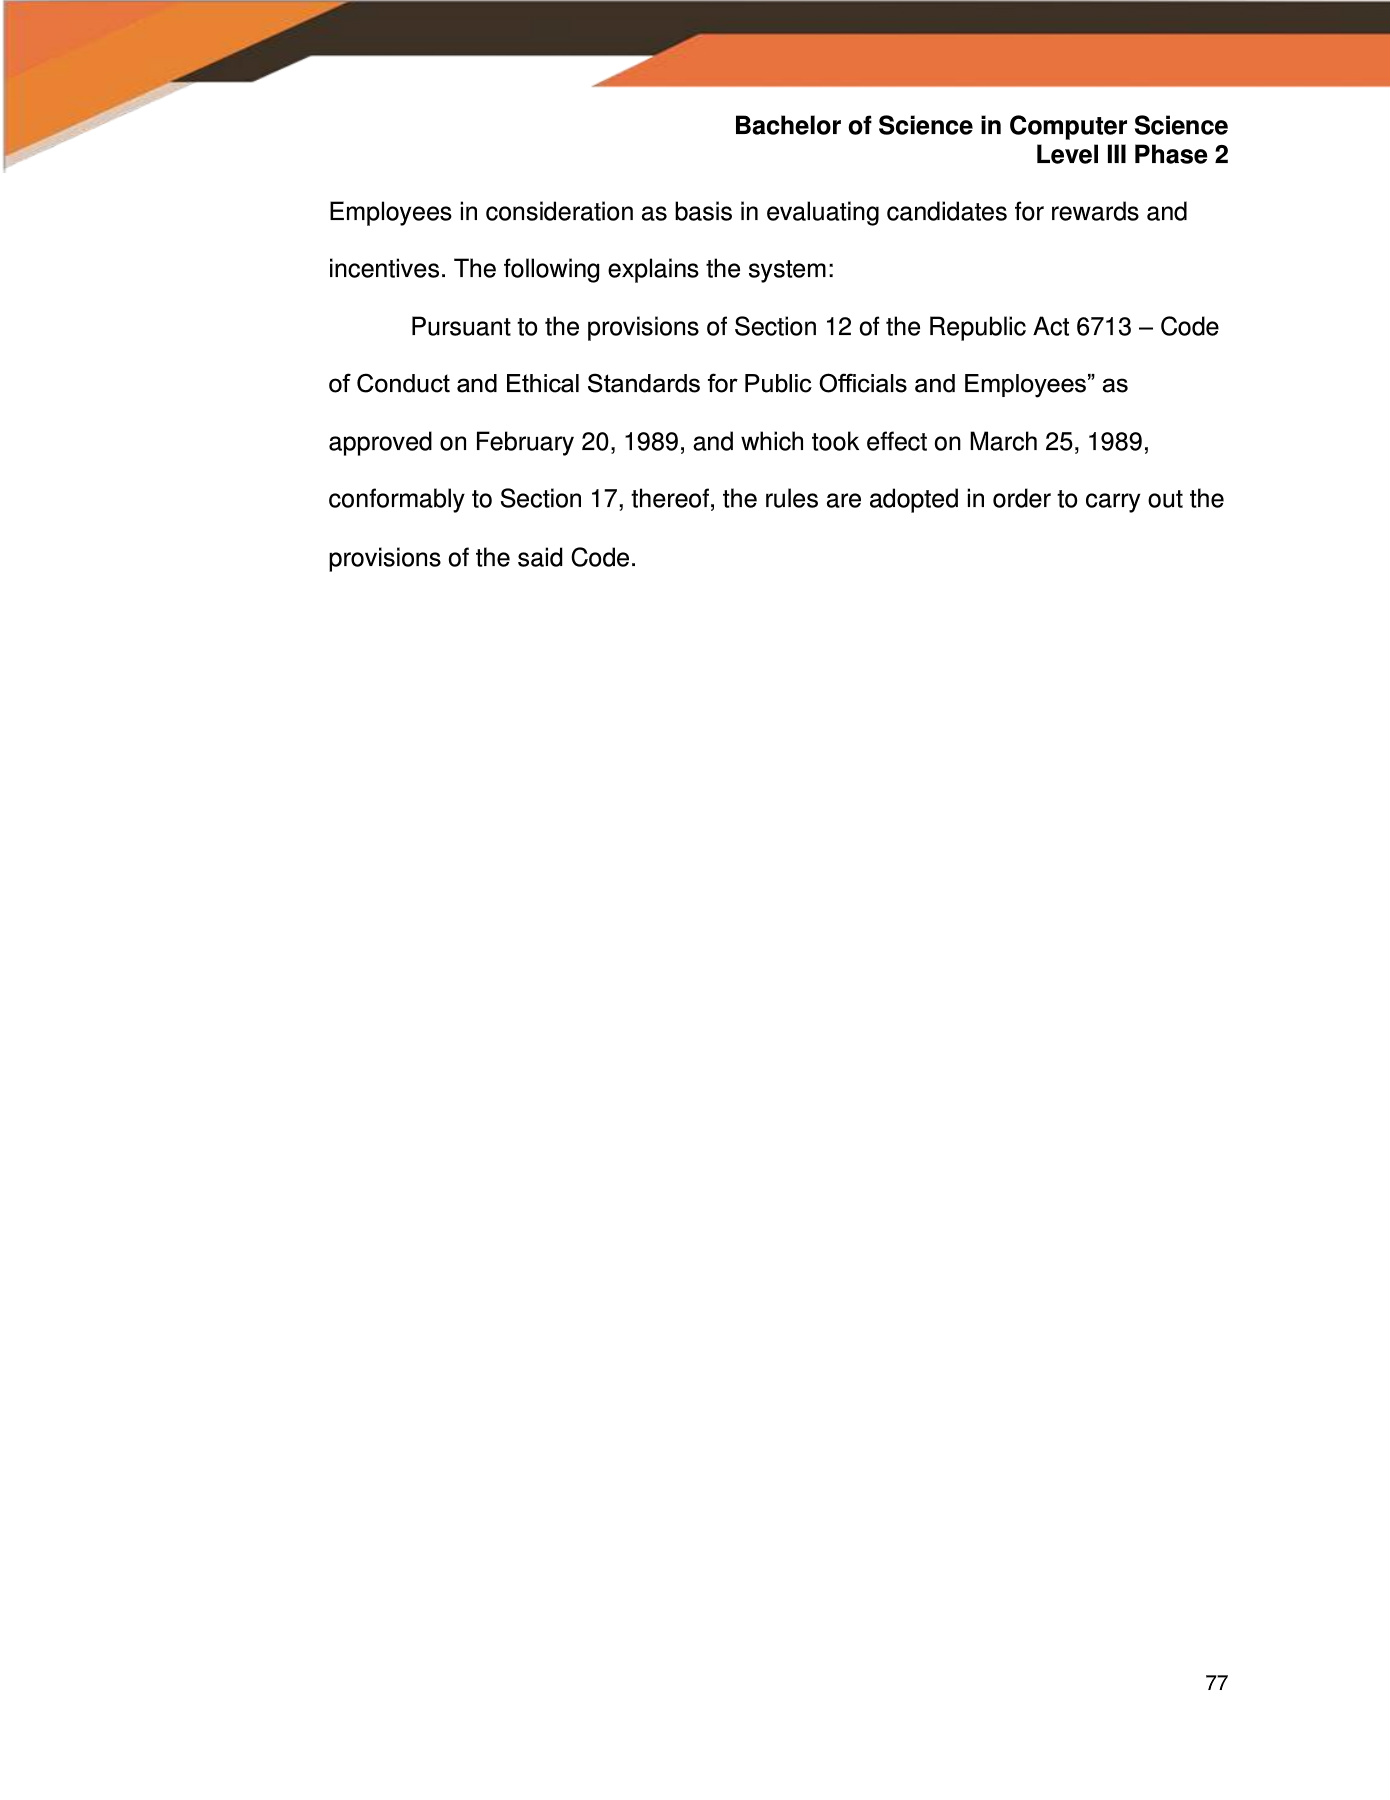 Bachelor of Science in Computer Science
Level III Phase 2
Employees in consideration as basis in evaluating candidates for rewards and
incentives. The following explains the system:
Pursuant to the provisions of Section 12 of the Republic Act 6713 – Code
of Conduct and Ethical Standards for Public Officials and Employees” as
approved on February 20, 1989, and which took effect on March 25, 1989,
conformably to Section 17, thereof, the rules are adopted in order to carry out the
provisions of the said Code.
77